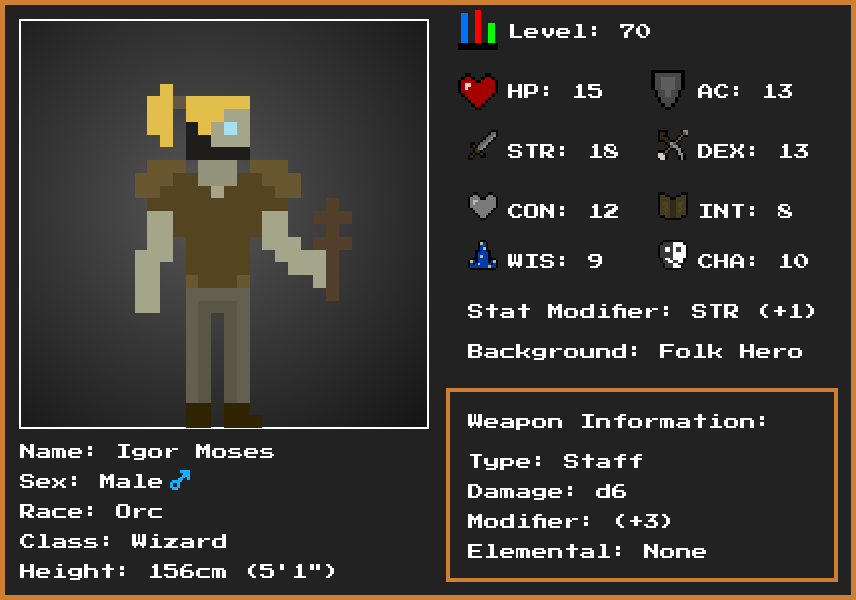 Level: 70
HP: 15
AC: 13
STR: 18
DEX: 13
CON: 12
INT: 8
WIS: 9
CHA: 10
Stat Modifier: STR (+1)
Background: Folk Hero
Weapon Information:
Type: Staff
Damage: d6
Modifier: (+3)
Elemental: None
Name: Igor Moses
Sex: Male ♂
Race: Orc
Class: Wizard
Height: 156cm (5'1")